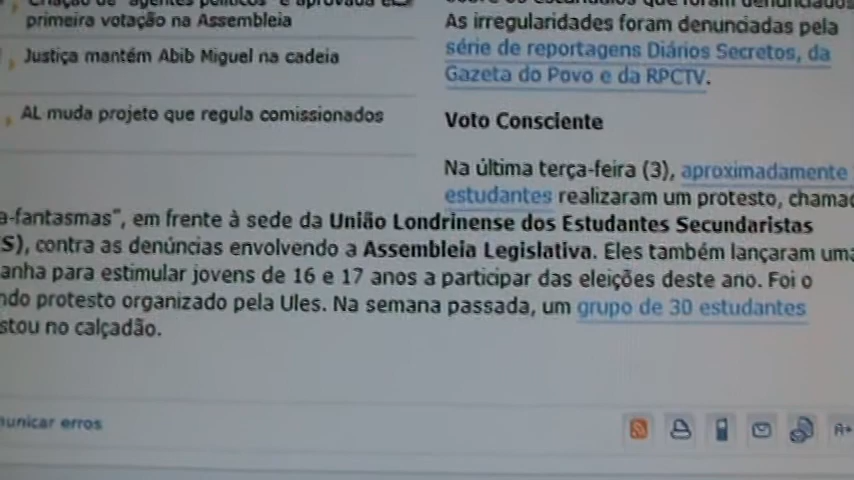 primeira votação na Assembleia
Justiça mantém Abib Miguel na cadeia
AL muda projeto que regula comissionados
As irregularidades foram denunciadas pela
série de reportagens Diários Secretos, da
Gazeta do Povo e da RPCTV.
Voto Consciente
Na última terça-feira (3), aproximadamente
estudantes realizaram um protesto, chamad
a-fantasmas", em frente à sede da União Londrinense dos Estudantes Secundaristas
S), contra as denúncias envolvendo a Assembleia Legislativa. Eles também lançaram uma
anha para estimular jovens de 16 e 17 anos a participar das eleições deste ano. Foi o
ndo protesto organizado pela Ules. Na semana passada, um grupo de 30 estudantes
stou no calçadão.
municar erros
A+